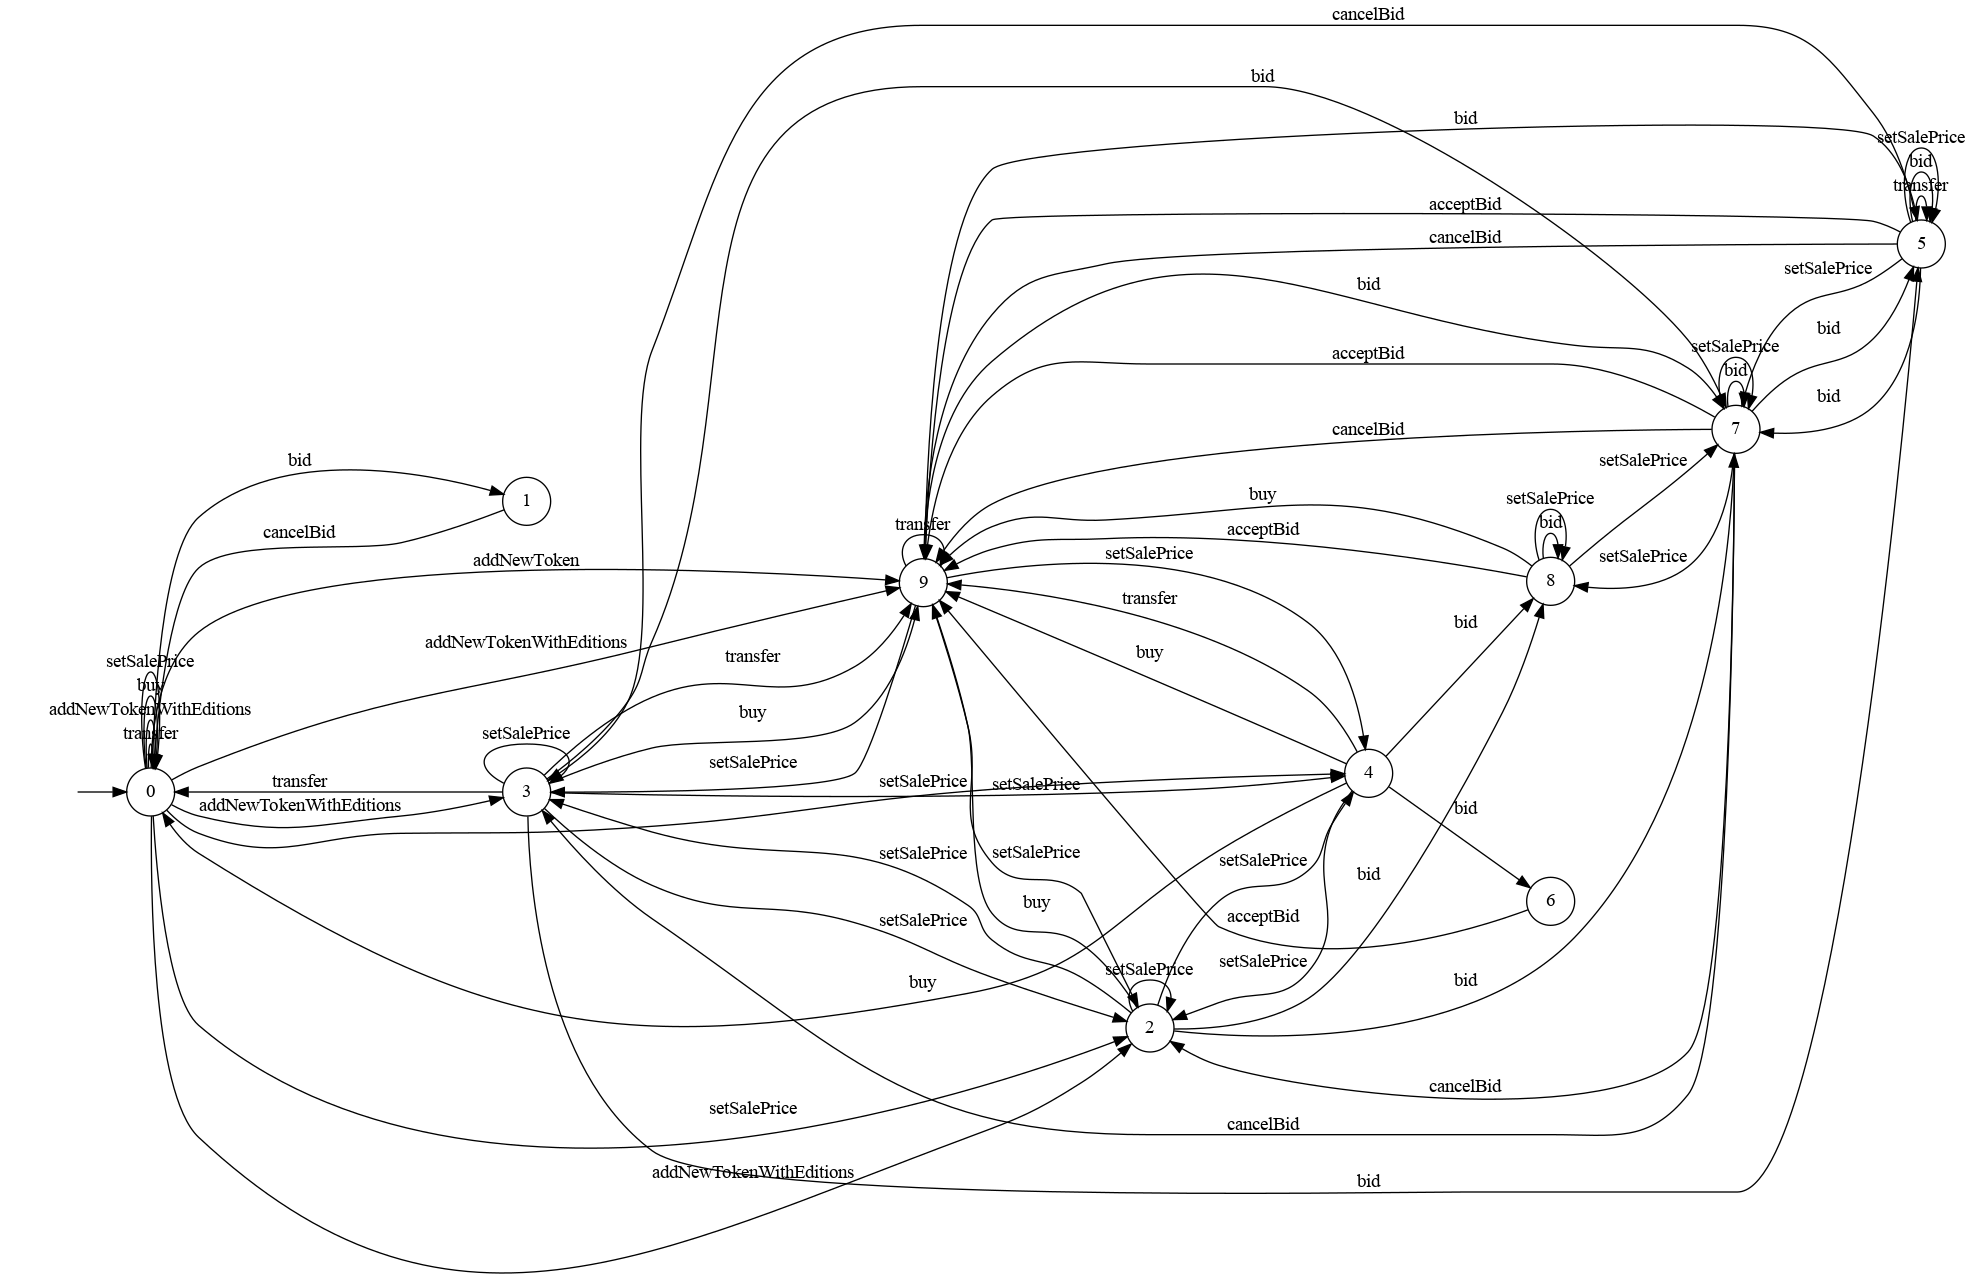 cancelBid
bid
bid
setSalePrice
bid
transfer
acceptBid
cancelBid
5
setSalePrice
bid
bid
setSalePrice
acceptBid
bid
bid
cancelBid
7
bid
setSalePrice
buy
setSalePrice
1
bid
cancelBid
transfer
acceptBid
setSalePrice
setSalePrice
addNewToken
9
8
transfer
bid
addNewTokenWithEditions
buy
setSalePrice
transfer
buy
addNewTokenWithEditions
buy
transfer
setSalePrice
setSalePrice
4
transfer
setSalePrice
setSalePrice
0
3
addNewTokenWithEditions
bid
setSalePrice
setSalePrice
setSalePrice
bid
buy
6
setSalePrice
acceptBid
setSalePrice
setSalePrice
buy
bid
2
cancelBid
setSalePrice
cancelBid
addNewTokenWithEditions
bid